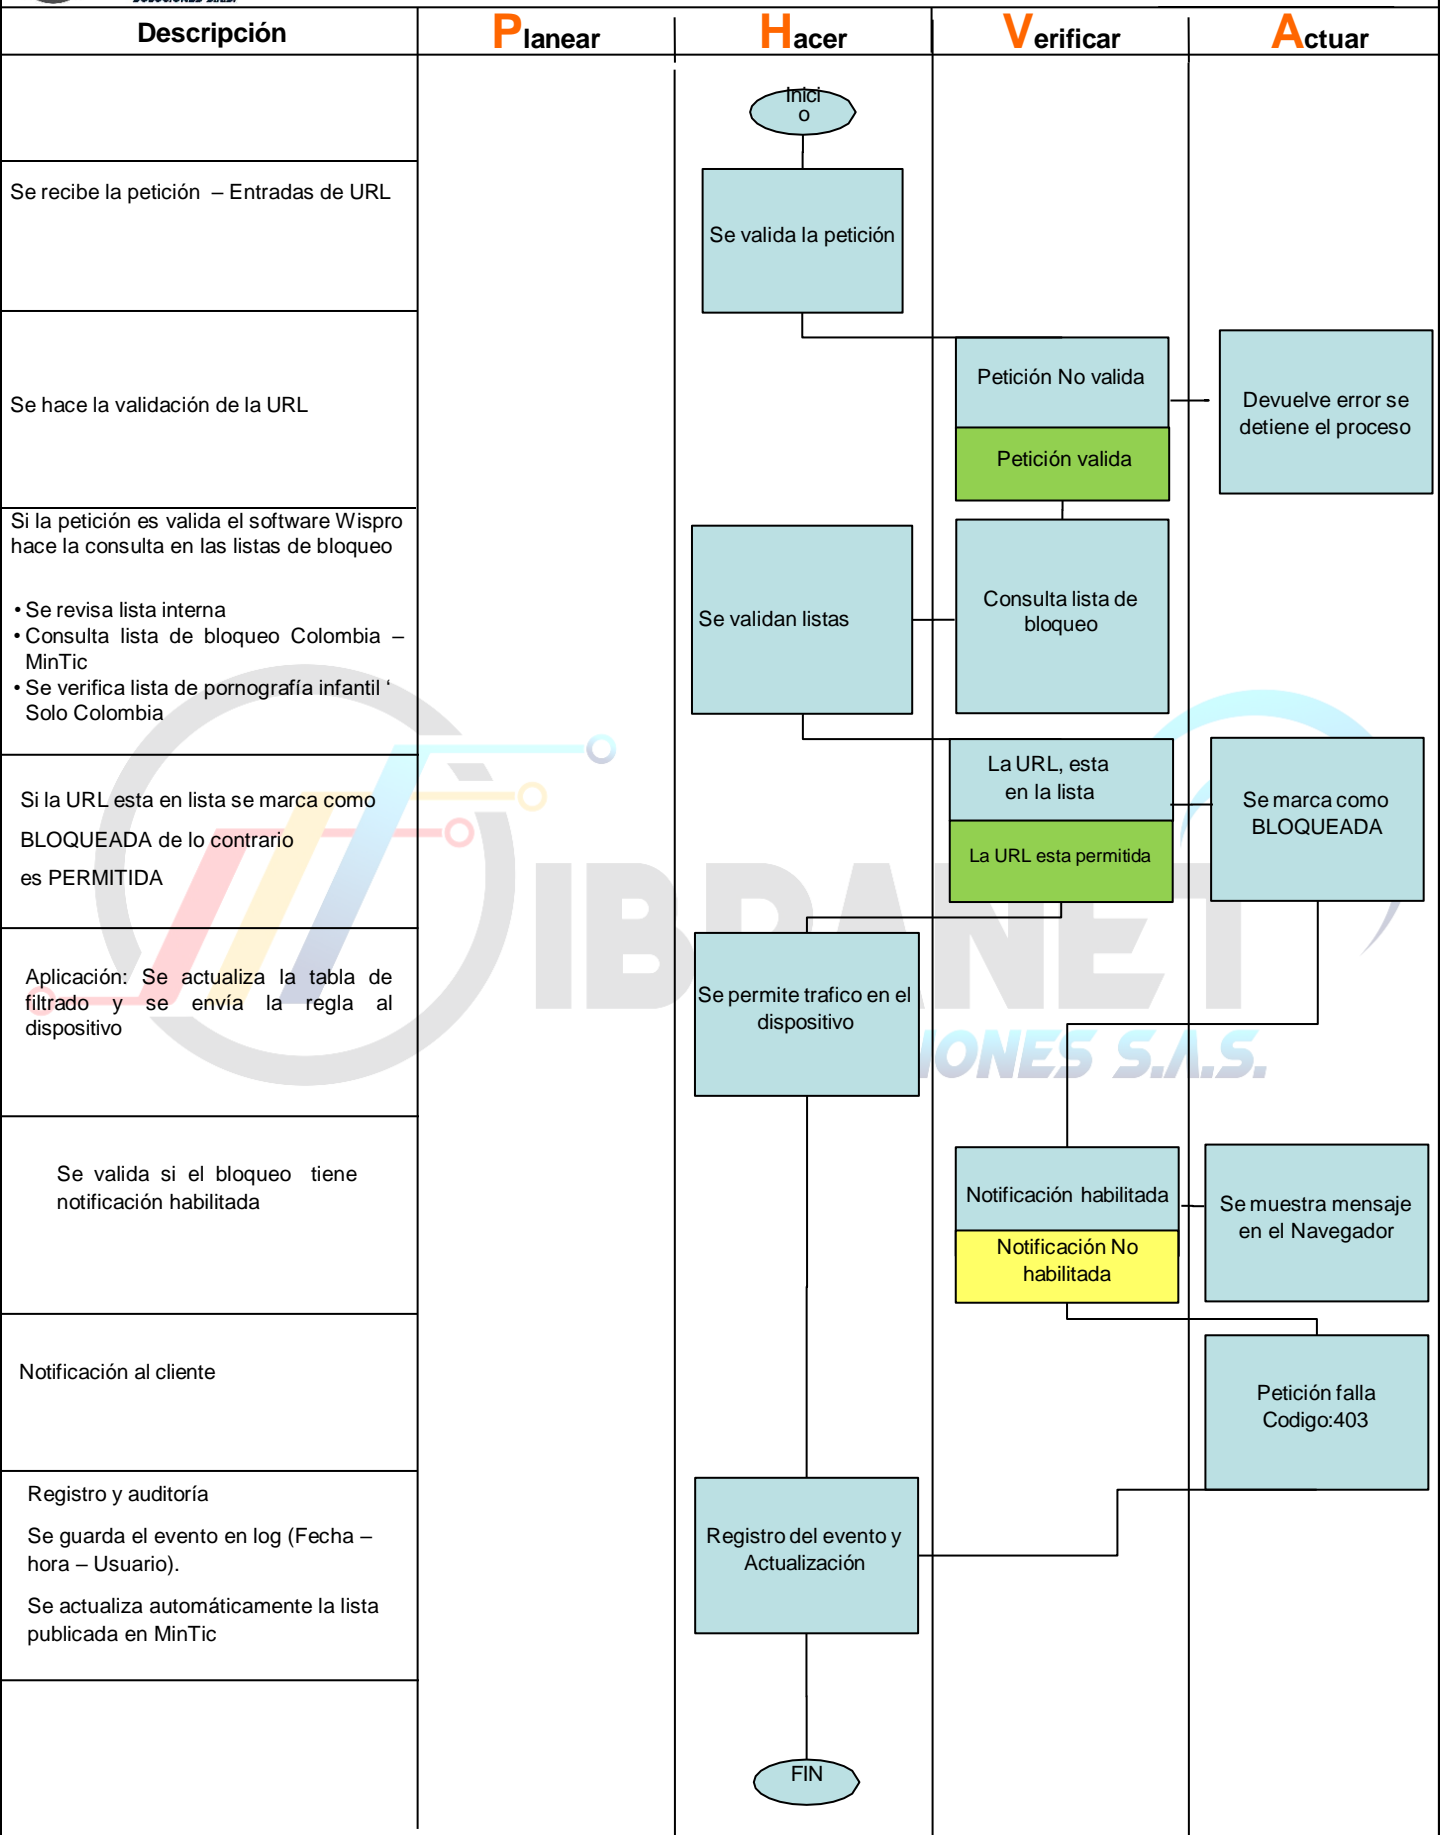 SOLUCIONES S.A.S.
Descripción
Planear
Hacer
Verificar
Actuar
Inici
o
Se recibe la petición – Entradas de URL
Se valida la petición
Se hace la validación de la URL
Petición No valida
Petición valida
Devuelve error se
detiene el proceso
Si la petición es valida el software Wispro
hace la consulta en las listas de bloqueo
• Se revisa lista interna
• Consulta lista de bloqueo Colombia –
MinTic
• Se verifica lista de pornografía infantil ‘
Solo Colombia
Se validan listas
Consulta lista de
bloqueo
Si la URL esta en lista se marca como
BLOQUEADA de lo contrario
es PERMITIDA
La URL, esta
en la lista
La URL esta permitida
Se marca como
BLOQUEADA
Aplicación: Se actualiza la tabla de
filtrado y se envía la regla al
dispositivo
Se permite trafico en el
dispositivo
Se valida si el bloqueo tiene
notificación habilitada
Notificación habilitada
Notificación No
habilitada
Se muestra mensaje
en el Navegador
Notificación al cliente
Petición falla
Codigo:403
Registro y auditoría
Se guarda el evento en log (Fecha –
hora – Usuario).
Se actualiza automáticamente la lista
publicada en MinTic
Registro del evento y
Actualización
FIN